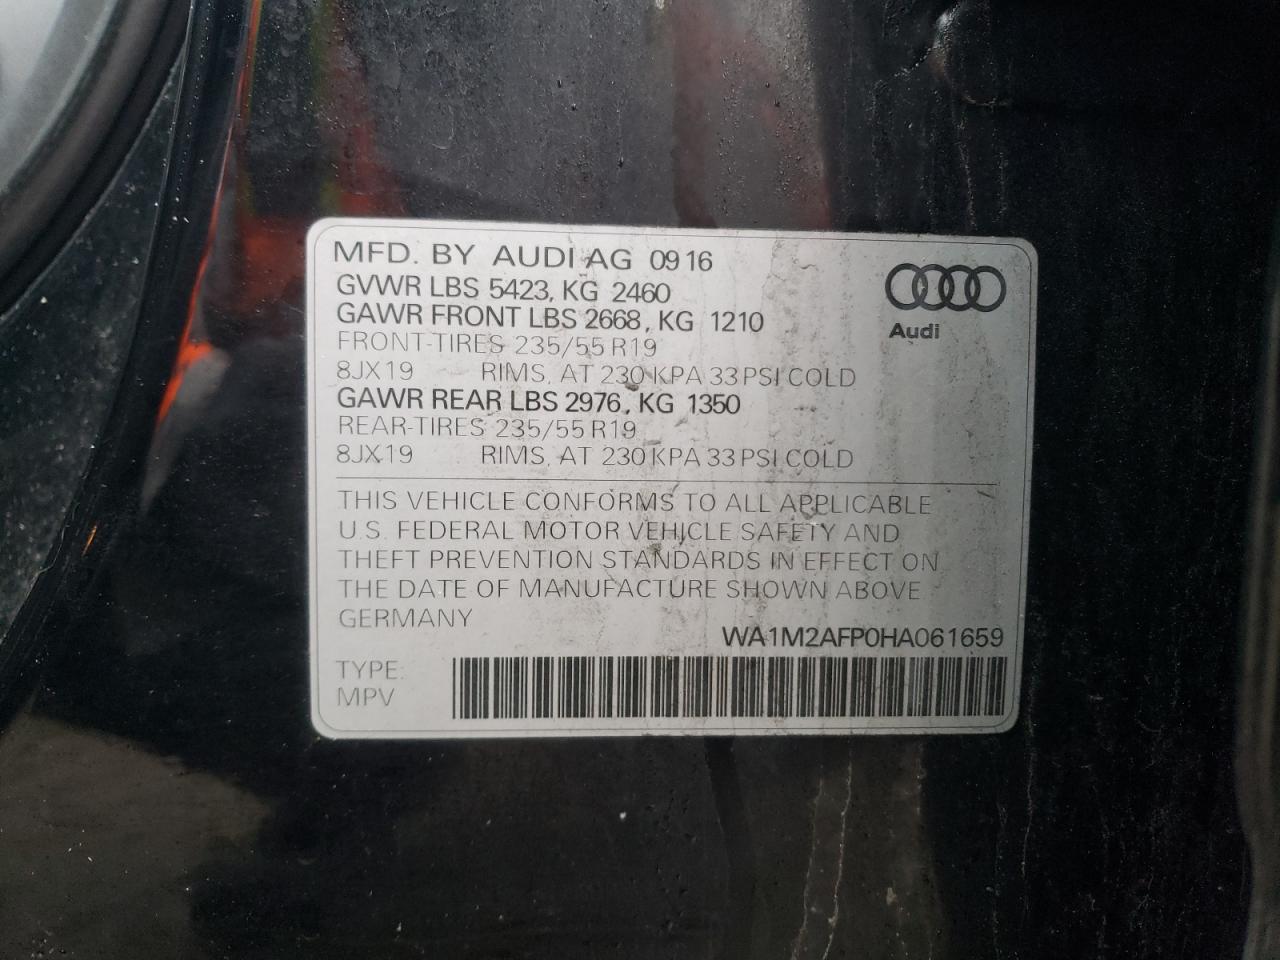 MFD. BY AUDI AG 0916
GVWR LBS 5423, KG 2460
GAWR FRONT LBS 2668, KG 1210
FRONT-TIRES 235/55 R19
8JX19 RIMS, AT 230 KPA 33 PSI COLD
GAWR REAR LBS 2976, KG 1350
REAR-TIRES 235/55 R19
8JX19 RIMS, AT 230 KPA 33 PSI COLD
Audi
THIS VEHICLE CONFORMS TO ALL APPLICABLE
U.S. FEDERAL MOTOR VEHICLE SAFETY AND
THEFT PREVENTION STANDARDS IN EFFECT ON
THE DATE OF MANUFACTURE SHOWN ABOVE
GERMANY
WA1M2AFP0HA061659
TYPE:
MPV